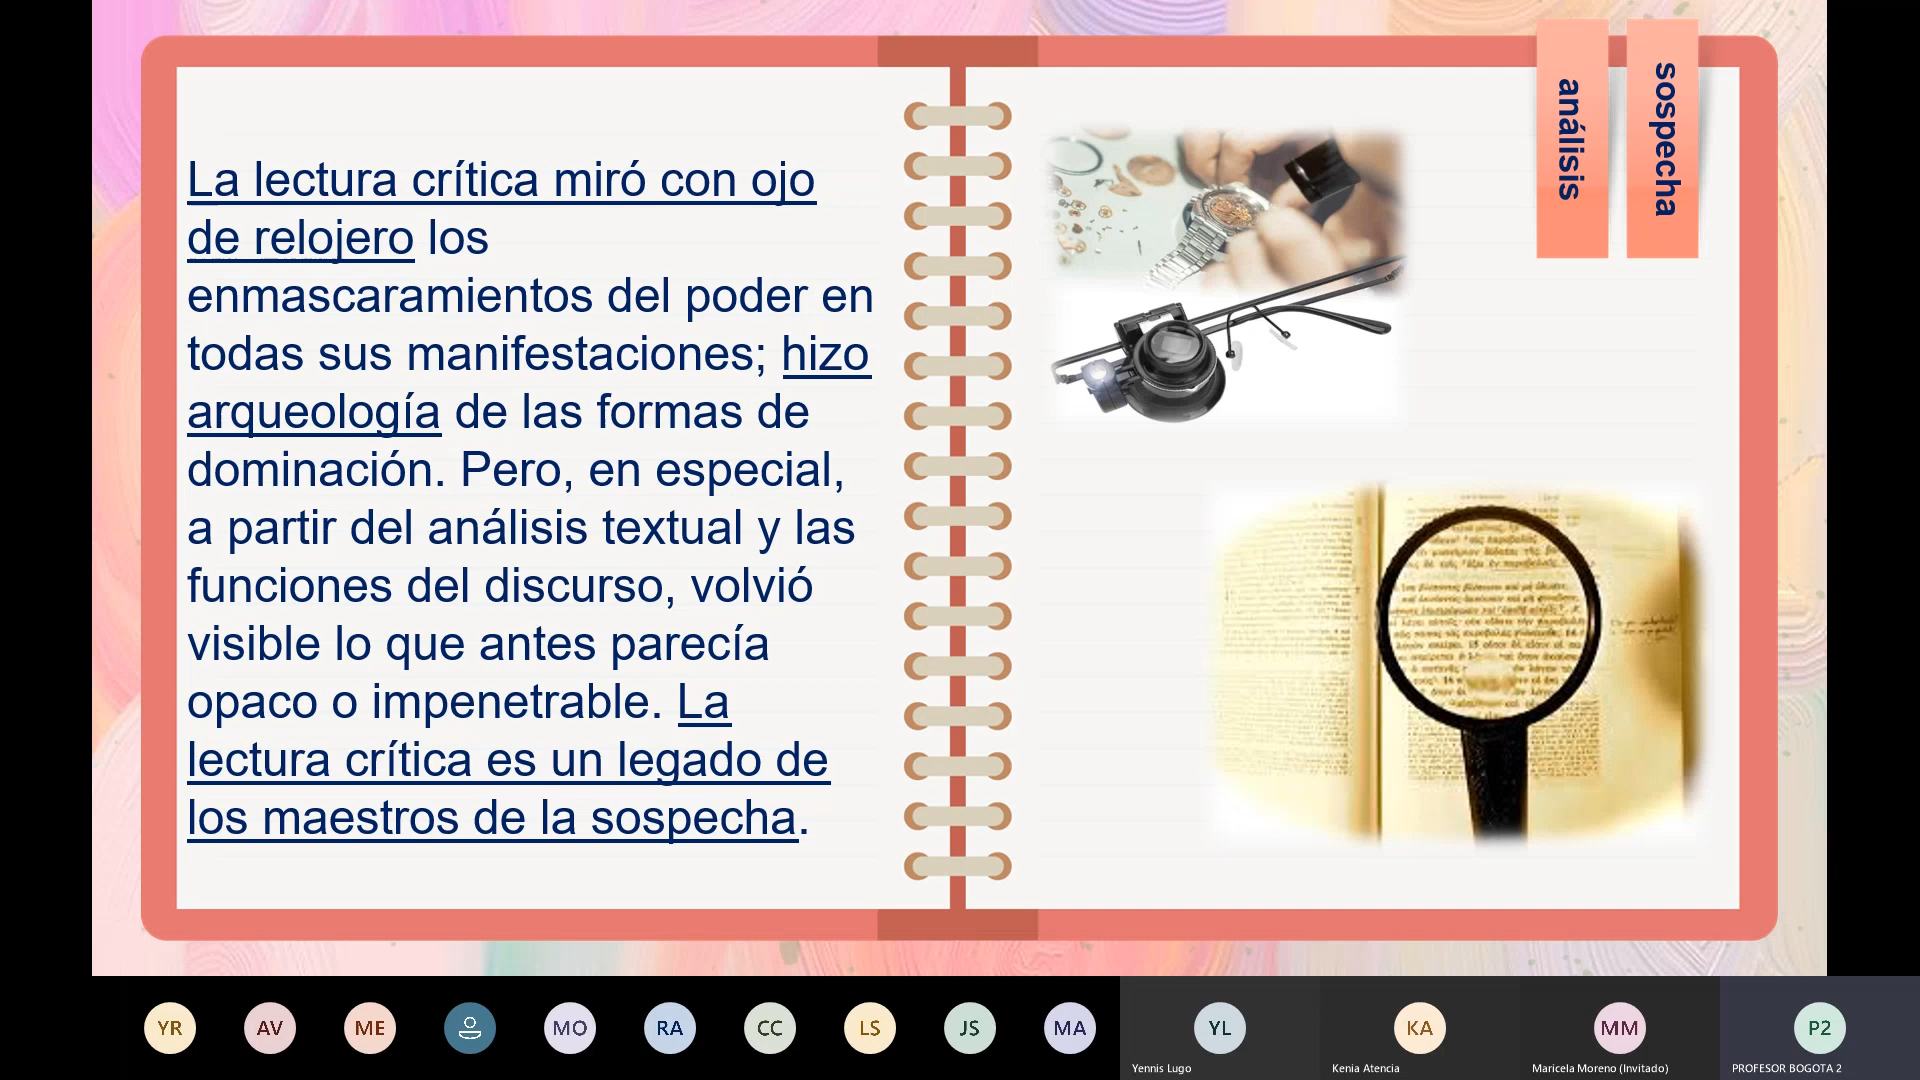 La lectura crítica miró con ojo
de relojero los
enmascaramientos del poder en
todas sus manifestaciones; hizo
arqueología de las formas de
dominación. Pero, en especial,
a partir del análisis textual y las
funciones del discurso, volvió
visible lo que antes parecía
opaco o impenetrable. La
lectura crítica es un legado de
los maestros de la sospecha.
análisis
sospecha
YR
AV
ME
MO
RA
CC
LS
JS
MA
YL
KA
MM
P2
Yennis Lugo
Kenia Atencia
Maricela Moreno (Invitado)
PROFESOR BOGOTA 2